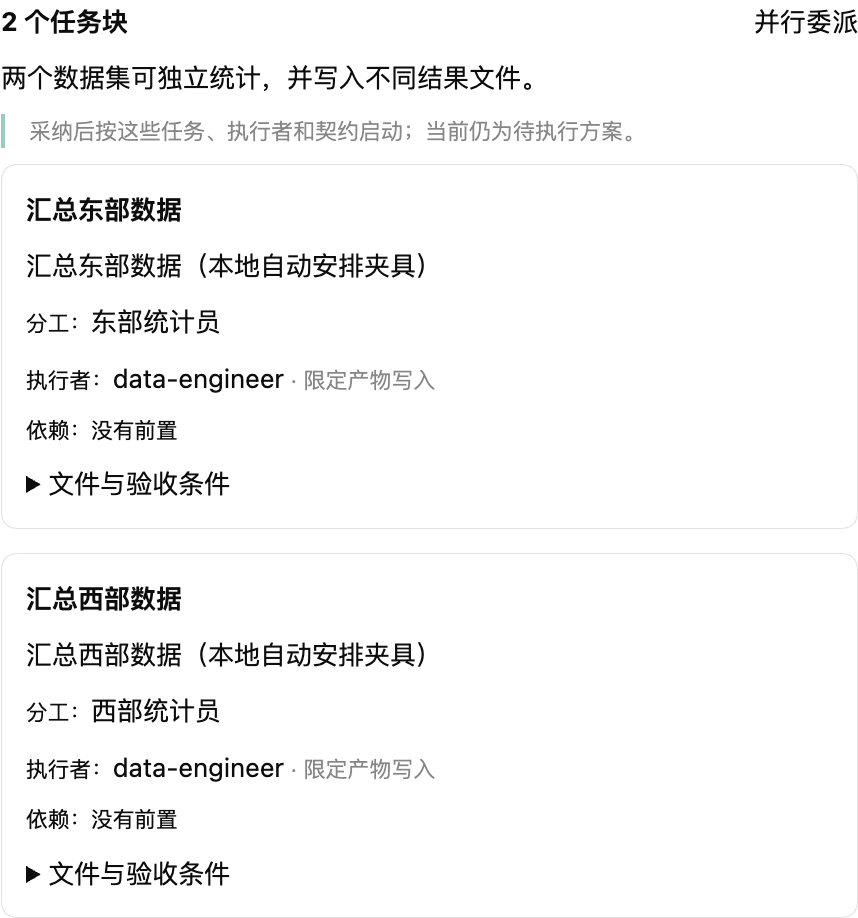 2 个任务块
并行委派
两个数据集可独立统计，并写入不同结果文件。
采纳后按这些任务、执行者和契约启动；当前仍为待执行方案。
汇总东部数据
汇总东部数据（本地自动安排夹具）
分工：东部统计员
执行者：data-engineer · 限定产物写入
依赖：没有前置
▶ 文件与验收条件
汇总西部数据
汇总西部数据（本地自动安排夹具）
分工：西部统计员
执行者：data-engineer · 限定产物写入
依赖：没有前置
▶ 文件与验收条件